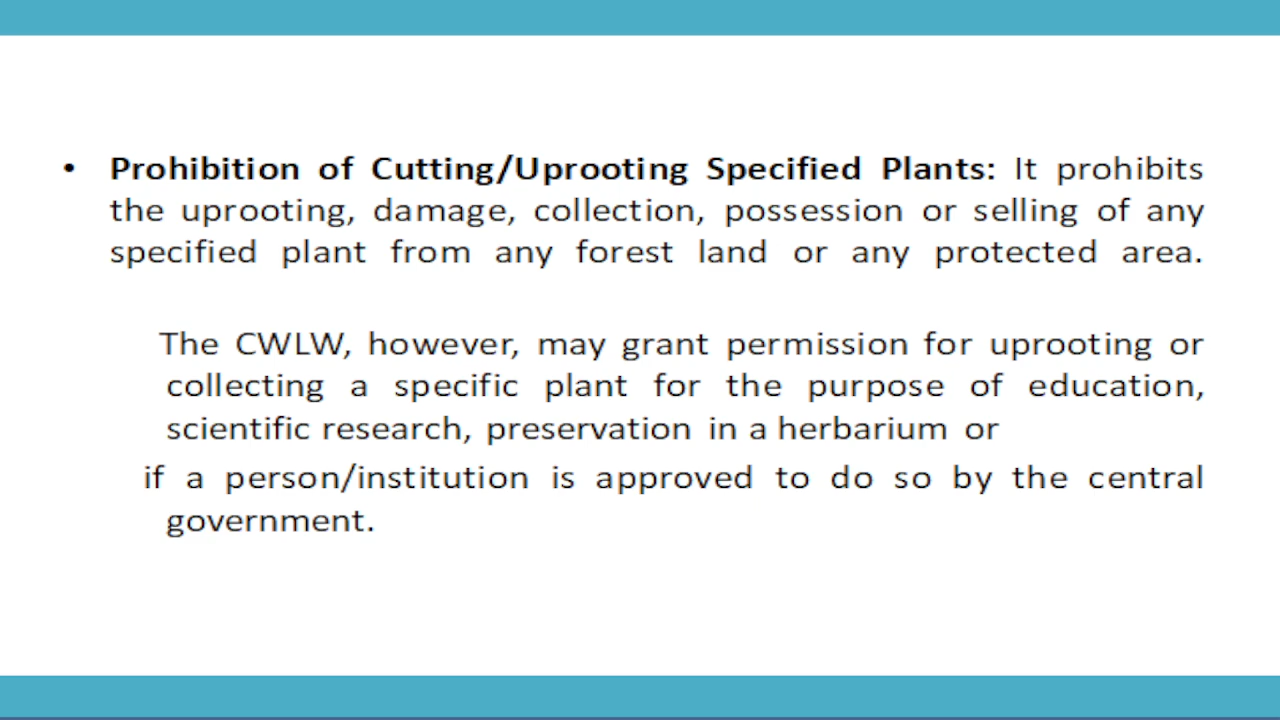 • Prohibition of Cutting/Uprooting Specified Plants: It prohibits
the uprooting, damage, collection, possession or selling of any
specified plant from any forest land or any protected area.
The CWLW, however, may grant permission for uprooting or
collecting a specific plant for the purpose of education,
scientific research, preservation in a herbarium or
if a person/institution is approved to do so by the central
government.